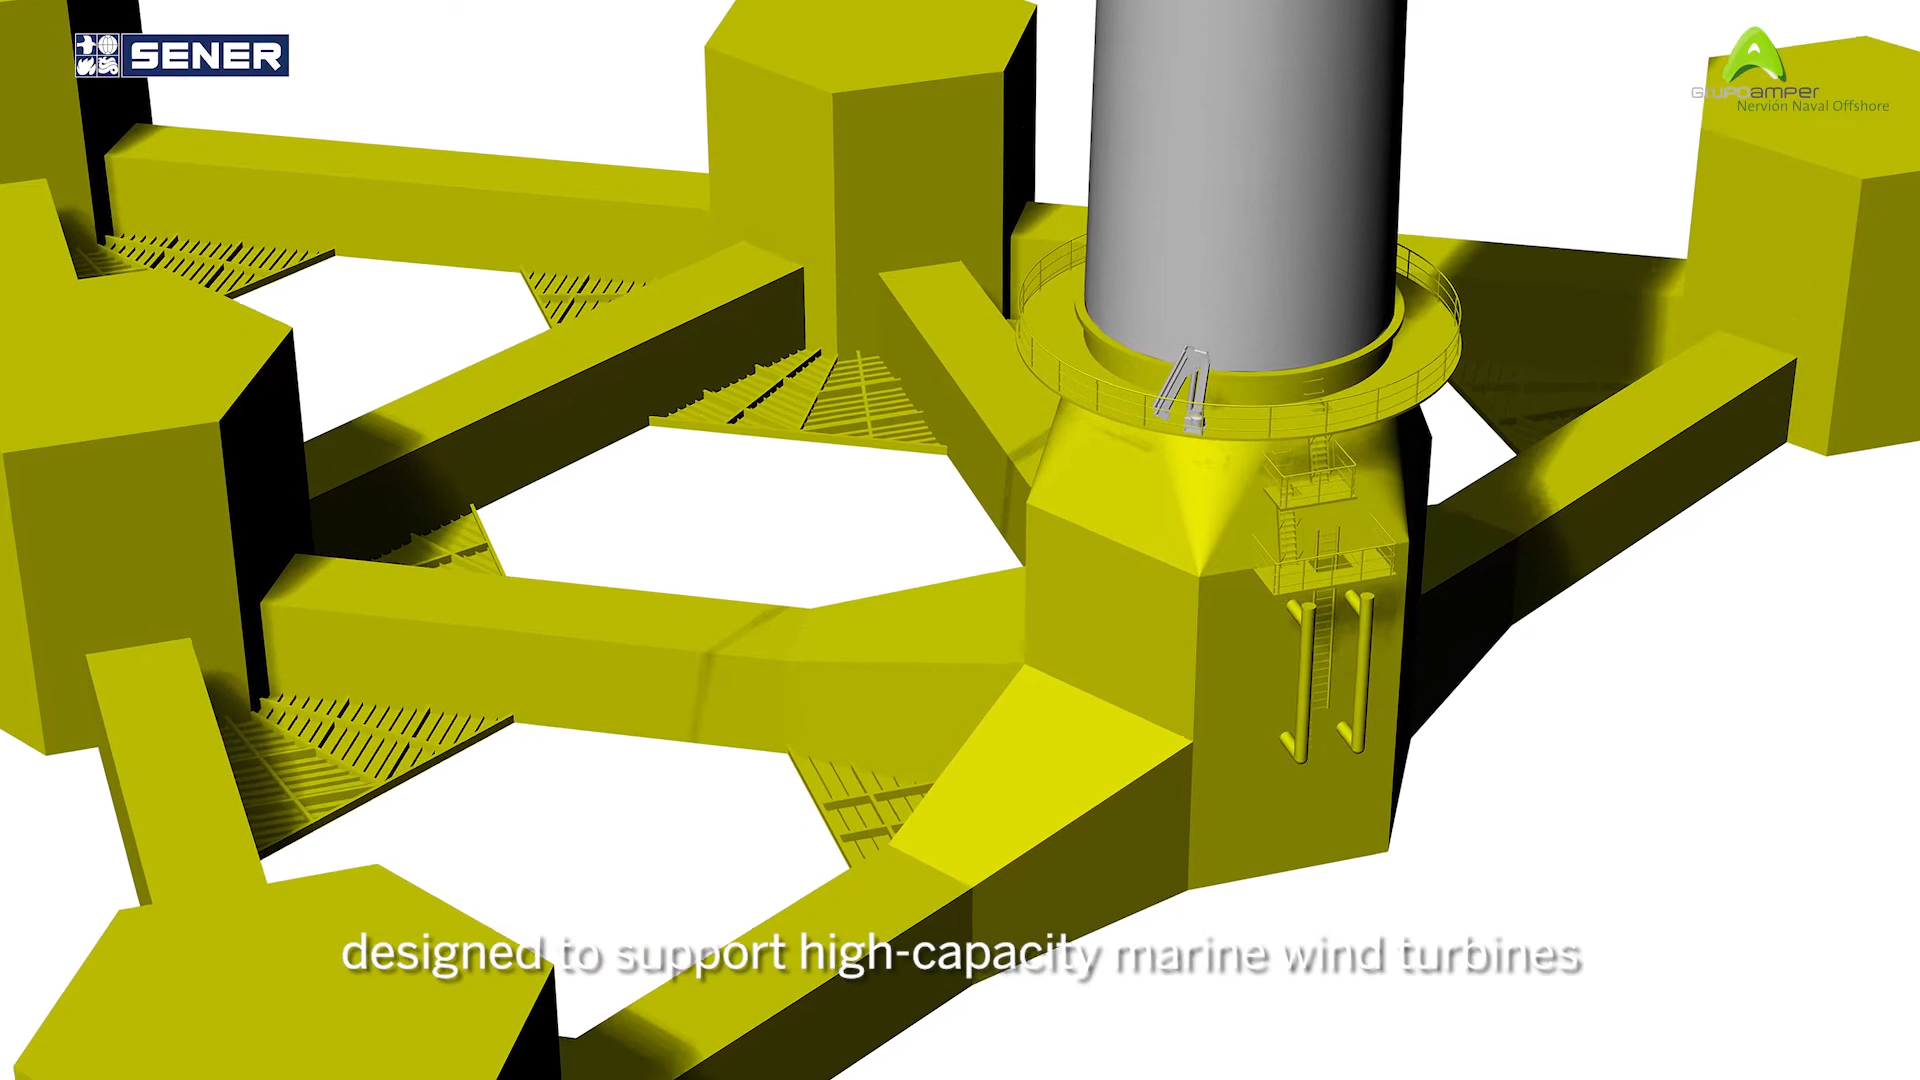 SENER
GRUPOamper
Nervión Naval Offshore
designed to support high-capacity marine wind turbines